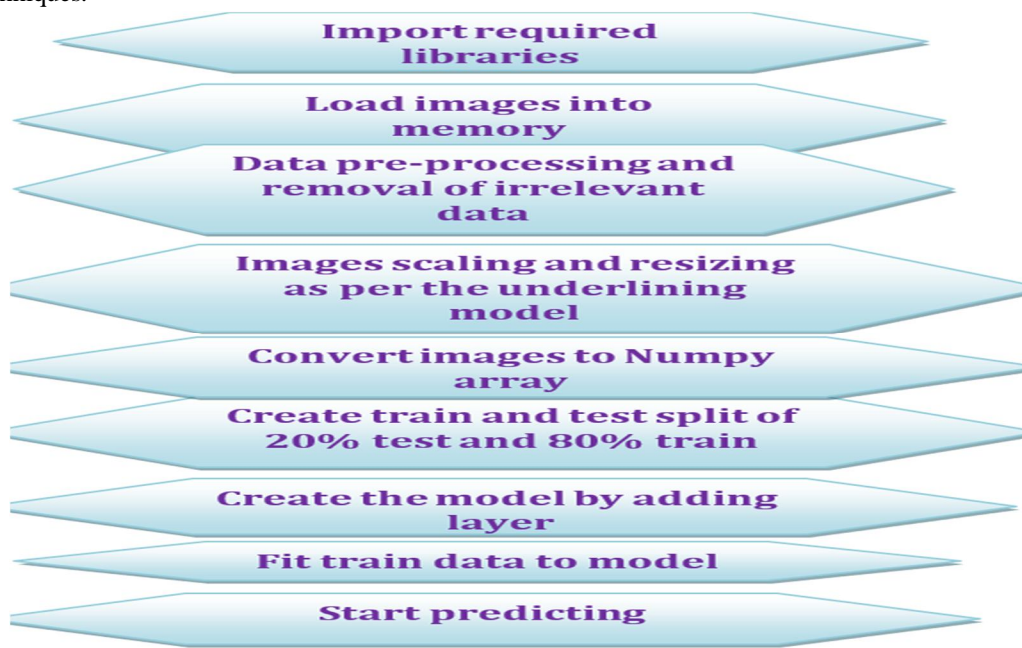 Import required
libraries
Load images into
memory
Data pre-processing and
removal of irrelevant
data
Images scaling and resizing
as per the underlining
model
Convert images to Numpy
array
Create train and test split of
20% test and 80% train
Create the model by adding
layer
Fit train data to model
Start predicting